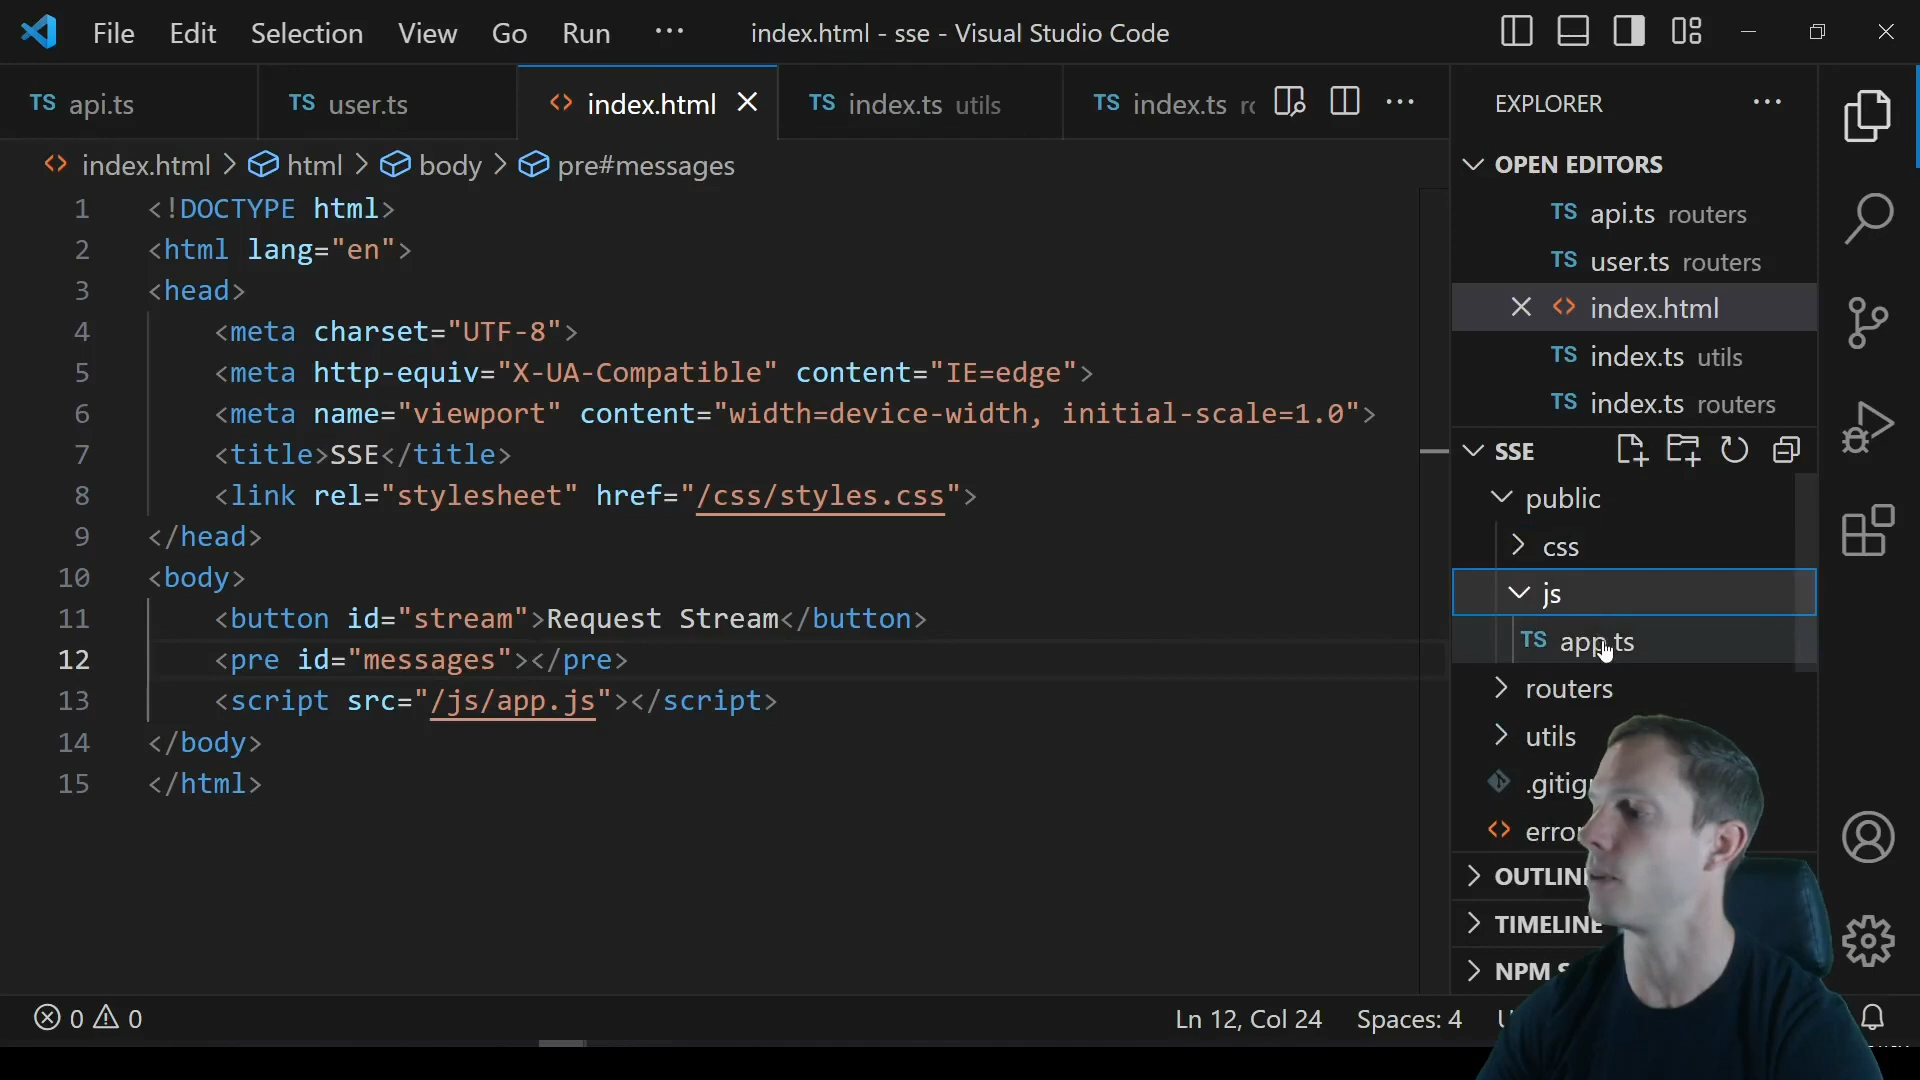 File Edit Selection View Go Run ··· index.html - sse - Visual Studio Code
TS api.ts TS user.ts <> index.html TS index.ts utils TS index.ts
<> index.html > html > body > pre#messages
1 <!DOCTYPE html>
2 <html lang="en">
3 <head>
4 <meta charset="UTF-8">
5 <meta http-equiv="X-UA-Compatible" content="IE=edge">
6 <meta name="viewport" content="width=device-width, initial-scale=1.0">
7 <title>SSE</title>
8 <link rel="stylesheet" href="/css/styles.css">
9 </head>
10 <body>
11 <button id="stream">Request Stream</button>
12 <pre id="messages"></pre>
13 <script src="/js/app.js"></script>
14 </body>
15 </html>
EXPLORER
OPEN EDITORS
TS api.ts routers
TS user.ts routers
<> index.html
TS index.ts utils
TS index.ts routers
SSE
public
css
js
TS app.ts
routers
utils
.gitig
<> error
OUTLIN
TIMELINE
NPM S
0 0 Ln 12, Col 24 Spaces: 4